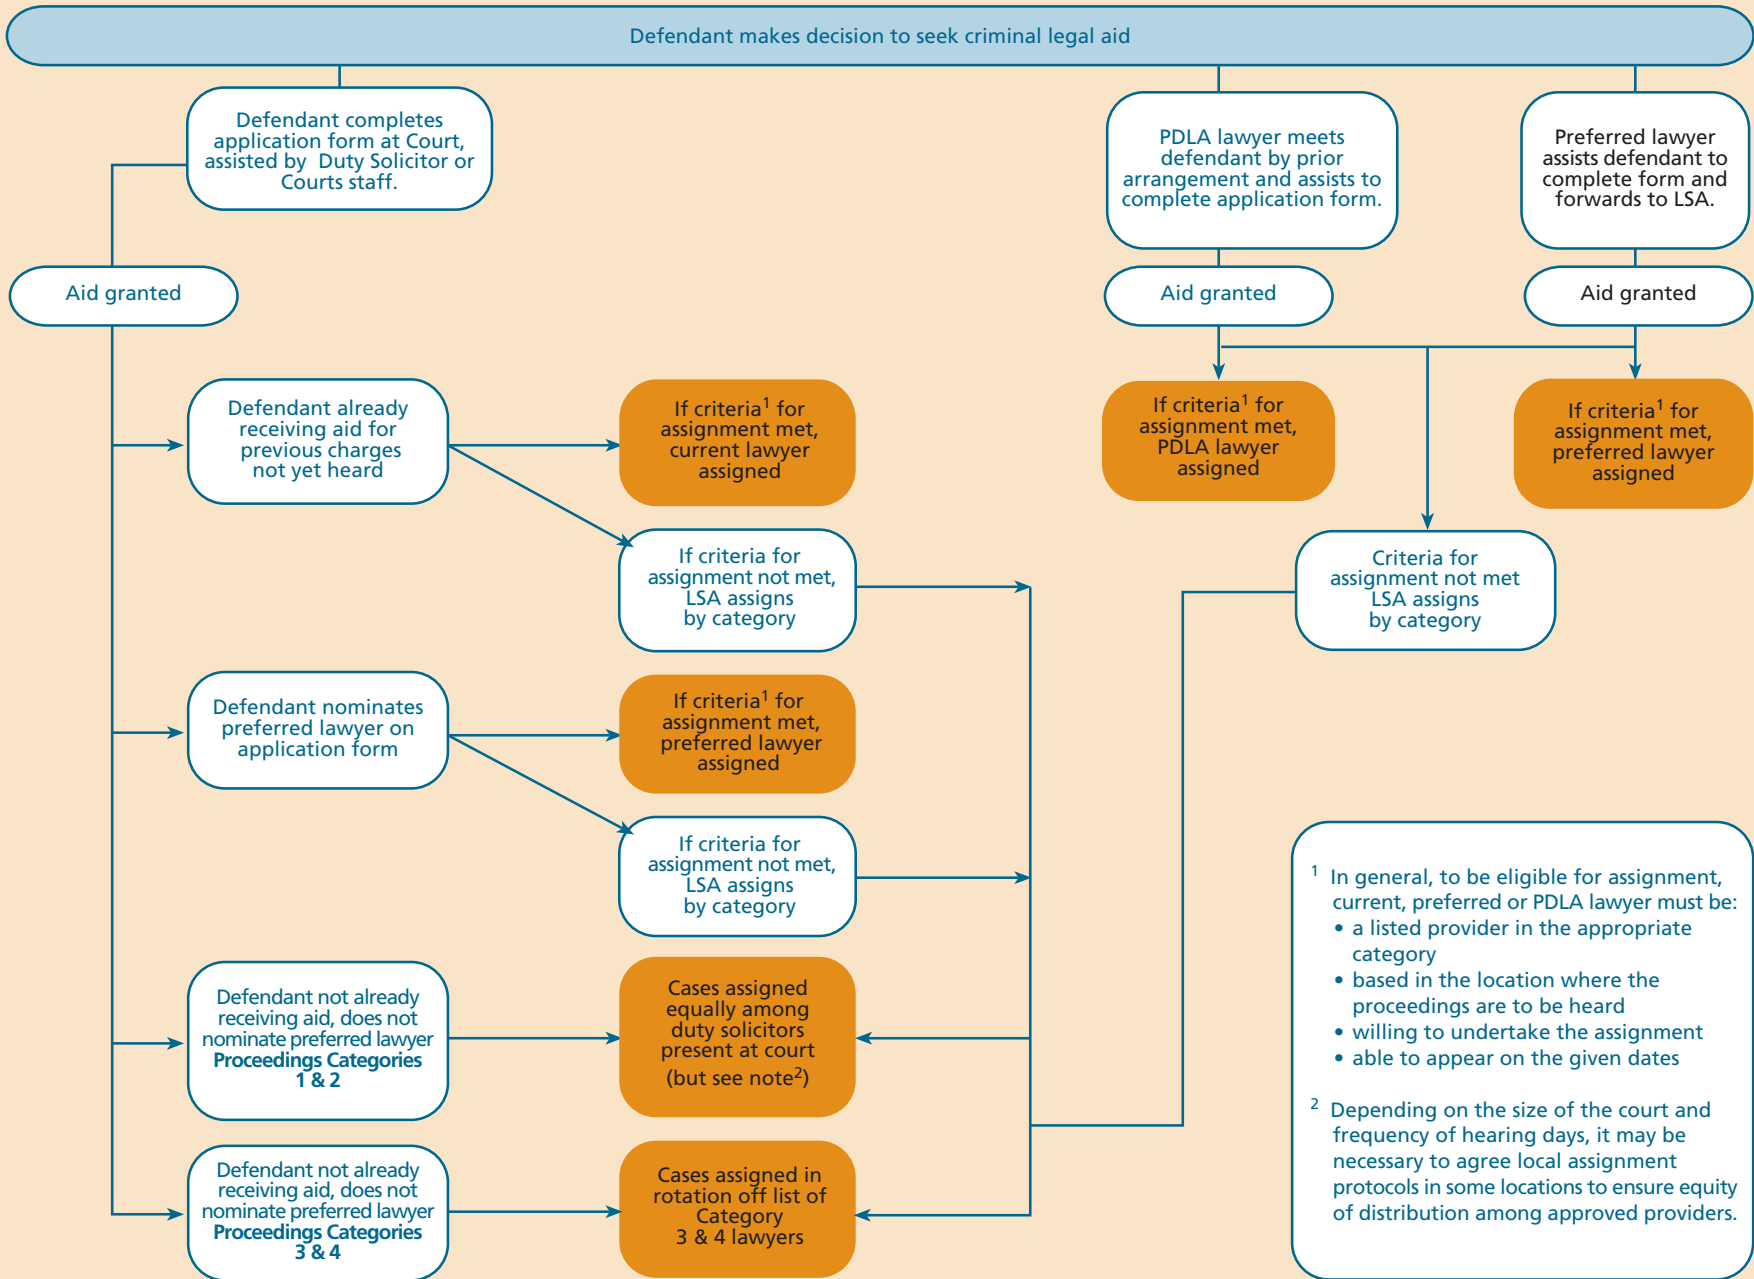 Defendant makes decision to seek criminal legal aid
Defendant completes
application form at Court,
assisted by Duty Solicitor or
Courts staff.
PDLA lawyer meets
defendant by prior
arrangement and assists to
complete application form.
Preferred lawyer
assists defendant to
complete form and
forwards to LSA.
Aid granted
Aid granted
Aid granted
Defendant already
receiving aid for
previous charges
not yet heard
If criteria¹ for
assignment met,
current lawyer
assigned
If criteria¹ for
assignment met,
PDLA lawyer
assigned
If criteria¹ for
assignment met,
preferred lawyer
assigned
If criteria for
assignment not met,
LSA assigns
by category
Criteria for
assignment not met
LSA assigns
by category
Defendant nominates
preferred lawyer on
application form
If criteria¹ for
assignment met,
preferred lawyer
assigned
If criteria for
assignment not met,
LSA assigns
by category
Defendant not already
receiving aid, does not
nominate preferred lawyer
Proceedings Categories
1 & 2
Cases assigned
equally among
duty solicitors
present at court
(but see note²)
Defendant not already
receiving aid, does not
nominate preferred lawyer
Proceedings Categories
3 & 4
Cases assigned in
rotation off list of
Category
3 & 4 lawyers
¹ In general, to be eligible for assignment,
current, preferred or PDLA lawyer must be:
• a listed provider in the appropriate
category
• based in the location where the
proceedings are to be heard
• willing to undertake the assignment
• able to appear on the given dates
² Depending on the size of the court and
frequency of hearing days, it may be
necessary to agree local assignment
protocols in some locations to ensure equity
of distribution among approved providers.